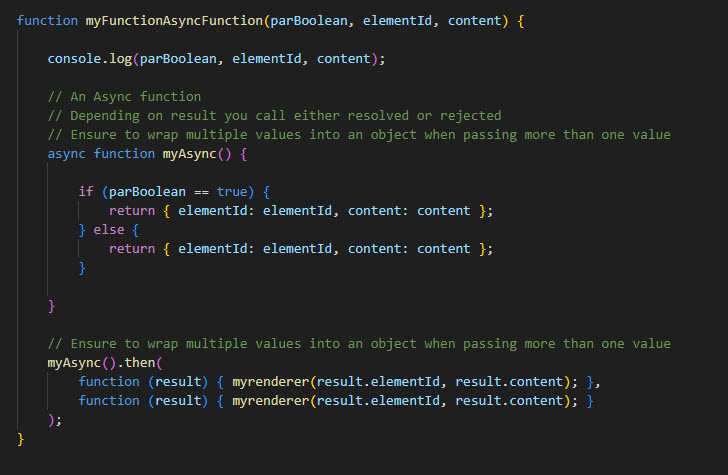 function myFunctionAsyncFunction(parBoolean, elementId, content) {
console.log(parBoolean, elementId, content);
// An Async function
// Depending on result you call either resolved or rejected
// Ensure to wrap multiple values into an object when passing more than one value
async function myAsync() {
if (parBoolean == true) {
return { elementId: elementId, content: content };
} else {
return { elementId: elementId, content: content };
}
}
// Ensure to wrap multiple values into an object when passing more than one value
myAsync().then(
function (result) { myrenderer(result.elementId, result.content); },
function (result) { myrenderer(result.elementId, result.content); }
);
}